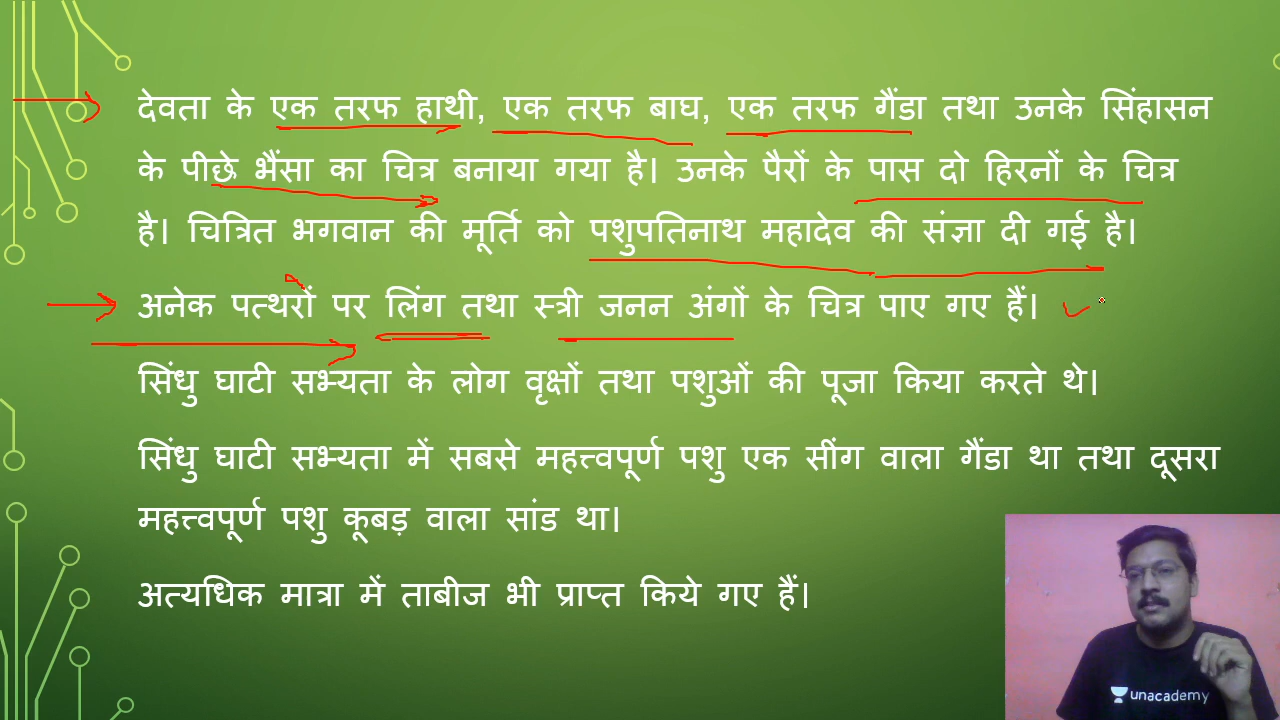 देवता के एक तरफ हाथी, एक तरफ बाघ, एक तरफ गैंडा तथा उनके सिंहासन
के पीछे भैंसा का चित्र बनाया गया है। उनके पैरों के पास दो हिरनों के चित्र
है। चित्रित भगवान की मूर्ति को पशुपतिनाथ महादेव की संज्ञा दी गई है।
अनेक पत्थरों पर लिंग तथा स्त्री जनन अंगों के चित्र पाए गए हैं।
सिंधु घाटी सभ्यता के लोग वृक्षों तथा पशुओं की पूजा किया करते थे।
सिंधु घाटी सभ्यता में सबसे महत्त्वपूर्ण पशु एक सींग वाला गैंडा था तथा दूसरा
महत्त्वपूर्ण पशु कूबड़ वाला सांड था।
अत्यधिक मात्रा में ताबीज भी प्राप्त किये गए हैं।
unacademy